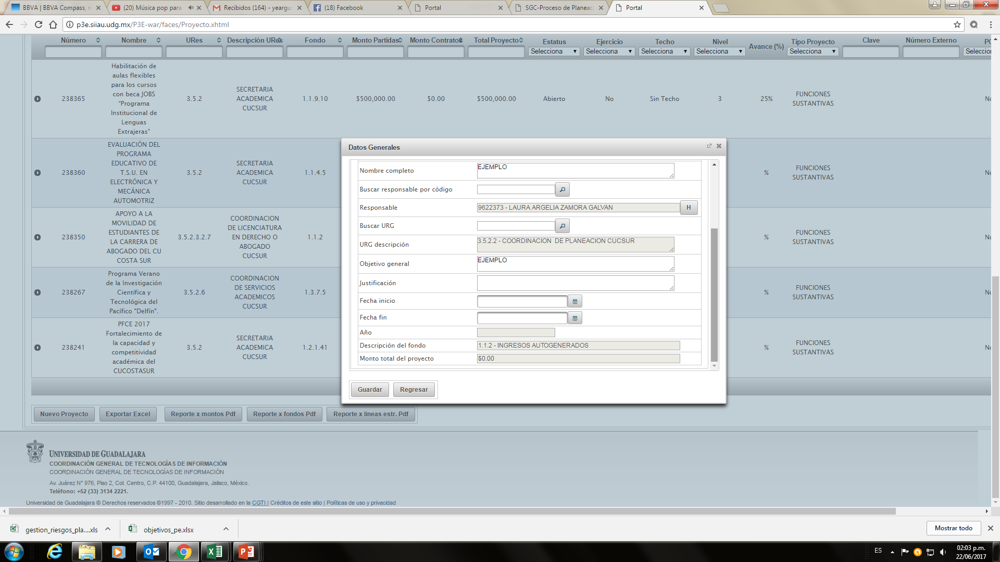 BBVA | BBVA Compass, r
(20) Música pop para
Recibidos (164) - yeargu
(18) Facebook
Portal
SGC-Proceso de Planeac
Portal
p3e.siiau.udg.mx/P3E-war/faces/Proyecto.xhtml
Número Nombre URes Descripción URes Fondo Monto Partidas Monto Contratos Total Proyecto Estatus Ejercicio Techo Nivel Avance (%) Tipo Proyecto Clave Número Externo
Selecciona Selecciona Selecciona Selecciona Selecciona Seleccion
Habilitación de
aulas flexibles
para los cursos
con beca JOBS
“Programa
Institucional de
Lenguas
Extrajeras”
238365 3.5.2
SECRETARIA
ACADEMICA
CUCSUR
1.1.9.10 $500,000.00 $0.00 $500,000.00 Abierto No Sin Techo 3 25%
FUNCIONES
SUSTANTIVAS
No
EVALUACIÓN DEL
PROGRAMA
EDUCATIVO DE
T.S.U. EN
ELECTRÓNICA Y
MECÁNICA
AUTOMOTRIZ
238360 3.5.2
SECRETARIA
ACADEMICA
CUCSUR
1.1.4.5 %
FUNCIONES
SUSTANTIVAS
No
APOYO A LA
MOVILIDAD DE
ESTUDIANTES DE
LA CARRERA DE
ABOGADO DEL CU
COSTA SUR
238350 3.5.2.3.2.7
COORDINACION
DE LICENCIATURA
EN DERECHO O
ABOGADO
CUCSUR
1.1.2 %
FUNCIONES
SUSTANTIVAS
No
Programa Verano
de la Investigación
Científica y
Tecnológica del
Pacífico "Delfín".
238267 3.5.2.6
COORDINACION
DE SERVICIOS
ACADEMICOS
CUCSUR
1.3.7.5 %
FUNCIONES
SUSTANTIVAS
No
PFCE 2017
Fortalecimiento de
la capacidad y
competitividad
académica del
CUCOSTASUR
238241 3.5.2
SECRETARIA
ACADEMICA
CUCSUR
1.2.1.41 %
FUNCIONES
SUSTANTIVAS
No
Datos Generales
Nombre completo EJEMPLO
Buscar responsable por código
Responsable 9622373 - LAURA ARGELIA ZAMORA GALVAN H
Buscar URG
URG descripción 3.5.2.2 - COORDINACION DE PLANEACION CUCSUR
Objetivo general EJEMPLO
Justificación
Fecha inicio
Fecha fin
Año
Descripción del fondo 1.1.2 - INGRESOS AUTOGENERADOS
Monto total del proyecto $0.00
Guardar Regresar
Nuevo Proyecto Exportar Excel Reporte x montos Pdf Reporte x fondos Pdf Reporte x lineas estr. Pdf
UNIVERSIDAD DE GUADALAJARA
COORDINACIÓN GENERAL DE TECNOLOGÍAS DE INFORMACIÓN
COORDINACIÓN GENERAL DE TECNOLOGÍAS DE INFORMACIÓN
Av. Juárez N° 976, Piso 2, Col. Centro, C.P. 44100, Guadalajara, Jalisco, México.
Teléfono: +52 (33) 3134 2221.
Universidad de Guadalajara © Derechos reservados ©1997 - 2010. Sitio desarrollado en la CGTI | Créditos de este sitio | Políticas de uso y privacidad
gestion_riesgos_pla....xls
objetivos_pe.xlsx
Mostrar todo
ES
02:03 p.m.
22/06/2017